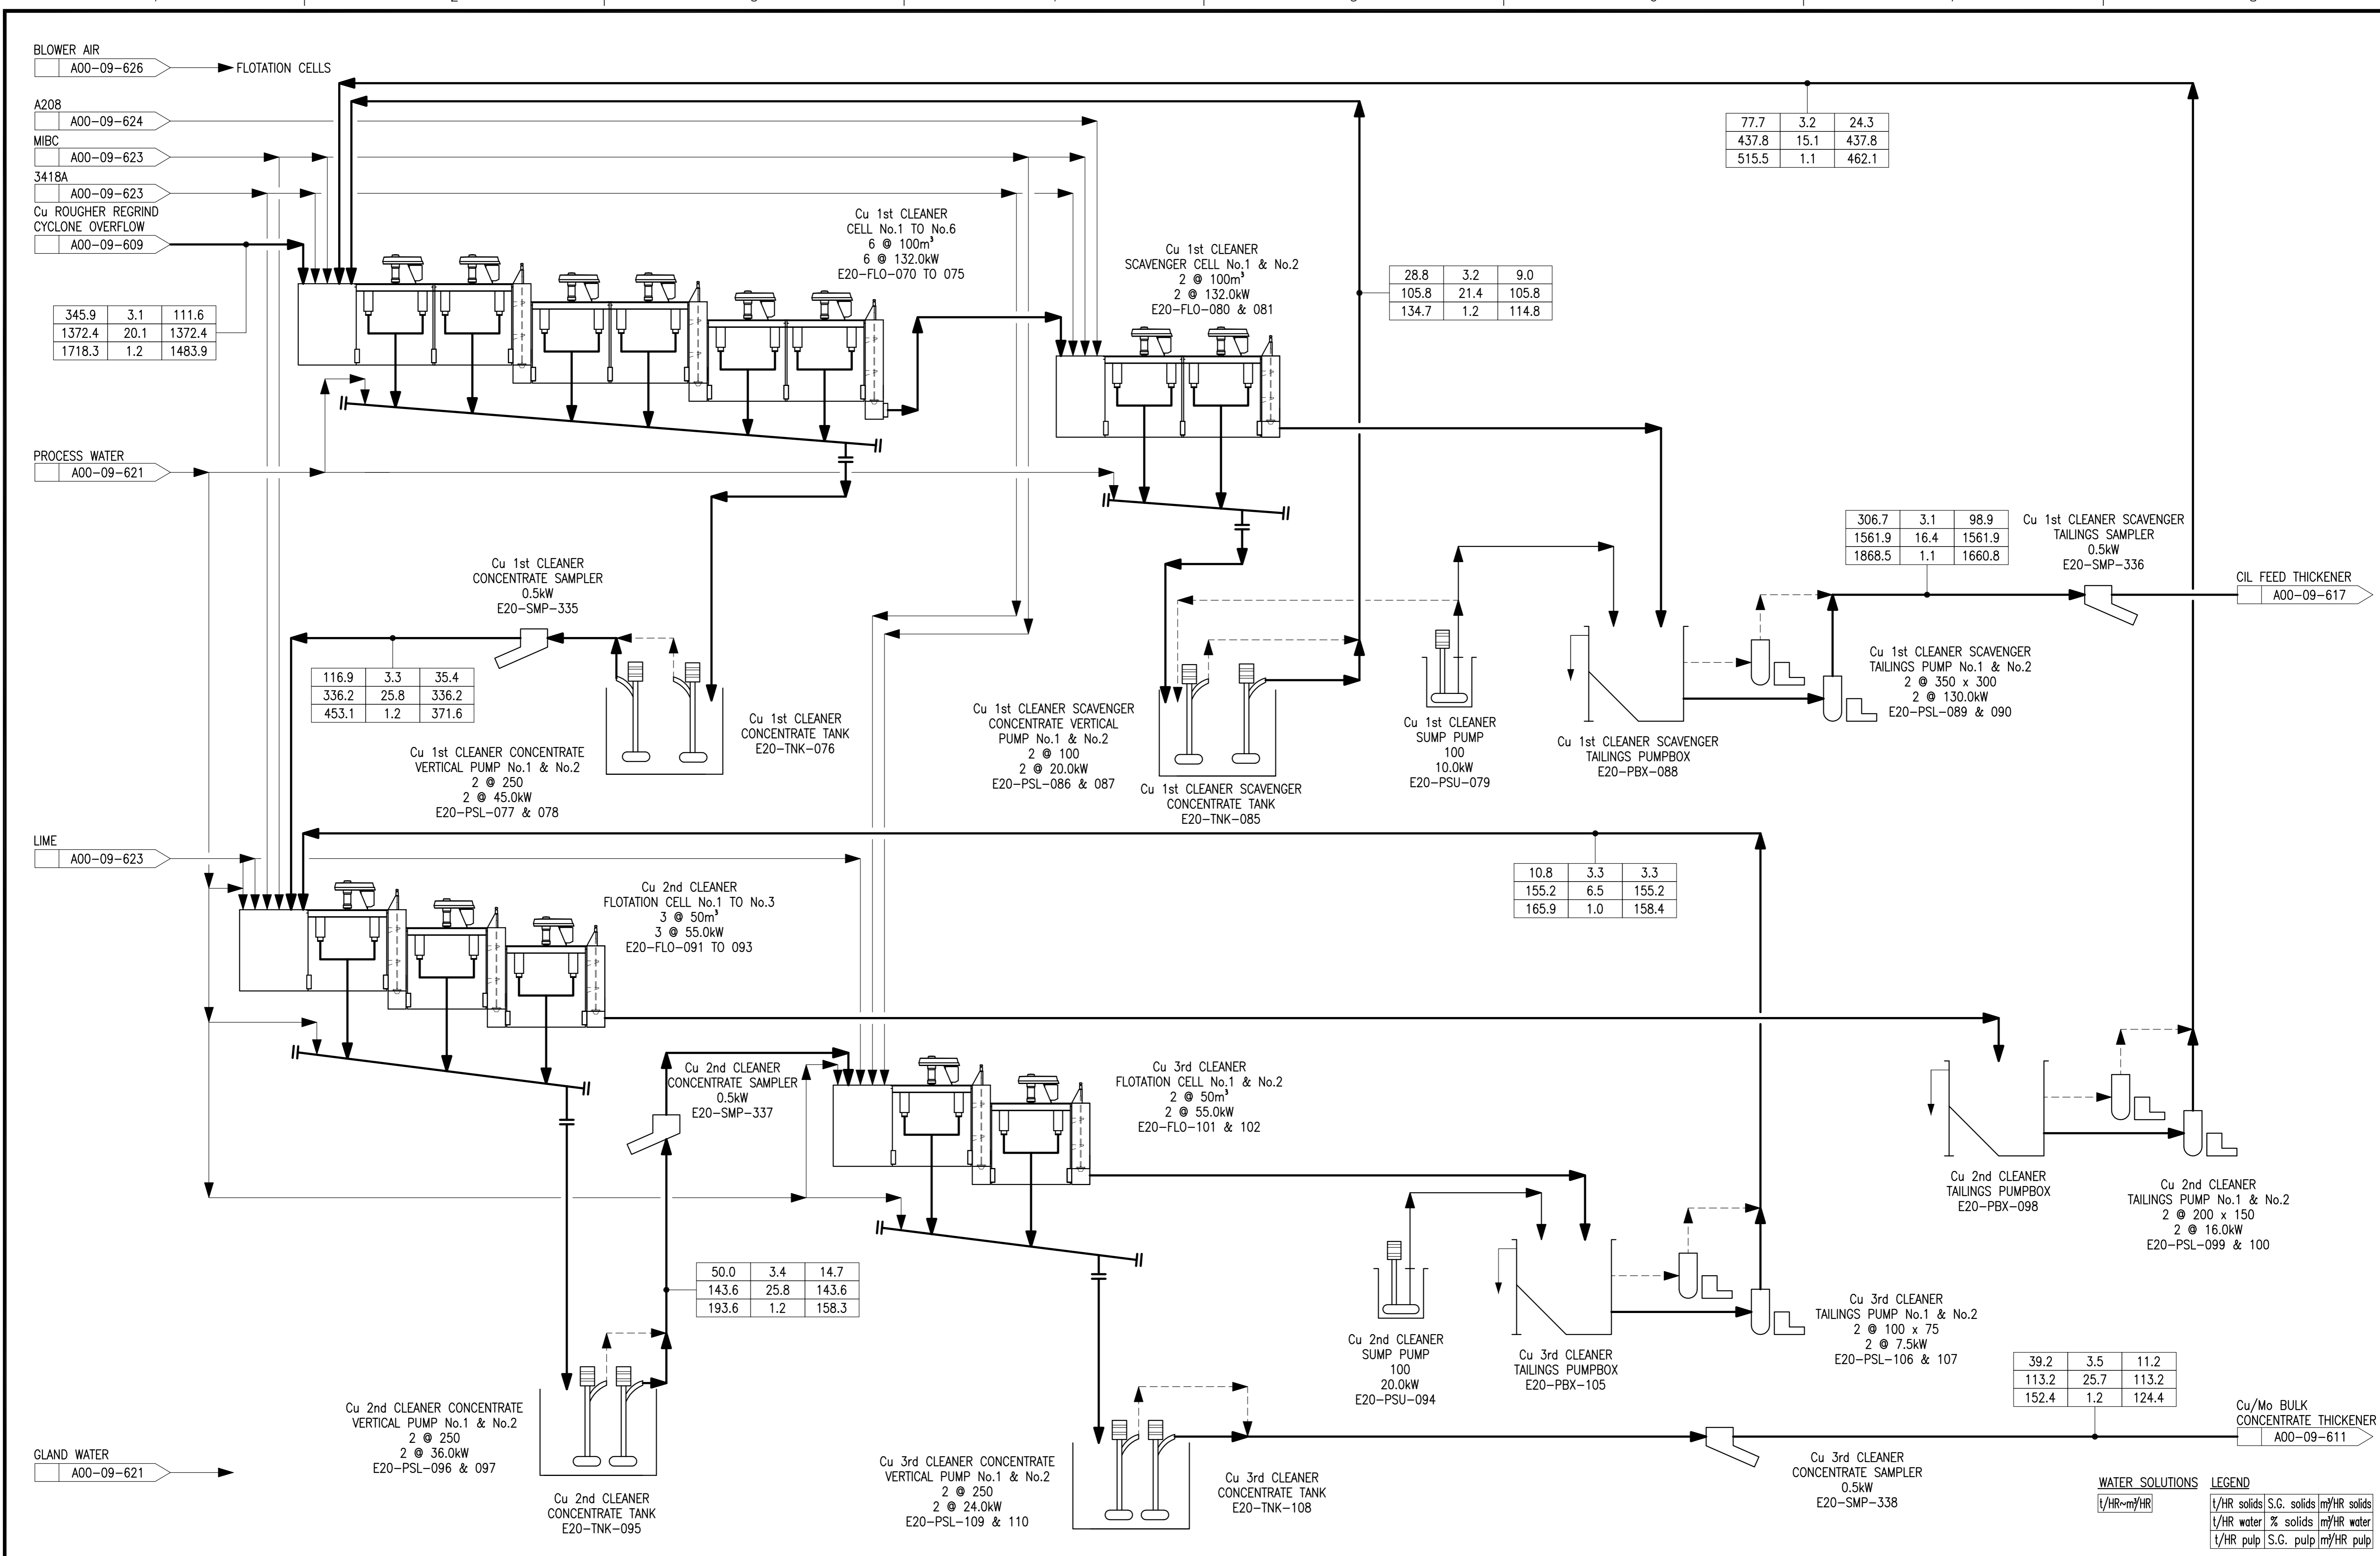 BLOWER AIR
A00-09-626
FLOTATION CELLS
A208
A00-09-624
MIBC
A00-09-623
3418A
A00-09-623
Cu ROUGHER REGRIND
CYCLONE OVERFLOW
A00-09-609
345.9 3.1 111.6
1372.4 20.1 1372.4
1718.3 1.2 1483.9
Cu 1st CLEANER
CELL No.1 TO No.6
6 @ 100m³
6 @ 132.0kW
E20-FLO-070 TO 075
Cu 1st CLEANER
SCAVENGER CELL No.1 & No.2
2 @ 100m³
2 @ 132.0kW
E20-FLO-080 & 081
28.8 3.2 9.0
105.8 21.4 105.8
134.7 1.2 114.8
77.7 3.2 24.3
437.8 15.1 437.8
515.5 1.1 462.1
PROCESS WATER
A00-09-621
Cu 1st CLEANER
CONCENTRATE SAMPLER
0.5kW
E20-SMP-335
116.9 3.3 35.4
336.2 25.8 336.2
453.1 1.2 371.6
Cu 1st CLEANER CONCENTRATE
VERTICAL PUMP No.1 & No.2
2 @ 250
2 @ 45.0kW
E20-PSL-077 & 078
Cu 1st CLEANER
CONCENTRATE TANK
E20-TNK-076
Cu 1st CLEANER SCAVENGER
CONCENTRATE VERTICAL
PUMP No.1 & No.2
2 @ 100
2 @ 20.0kW
E20-PSL-086 & 087
Cu 1st CLEANER SCAVENGER
CONCENTRATE TANK
E20-TNK-085
Cu 1st CLEANER
SUMP PUMP
100
10.0kW
E20-PSU-079
Cu 1st CLEANER SCAVENGER
TAILINGS PUMPBOX
E20-PBX-088
306.7 3.1 98.9
1561.9 16.4 1561.9
1868.5 1.1 1660.8
Cu 1st CLEANER SCAVENGER
TAILINGS SAMPLER
0.5kW
E20-SMP-336
Cu 1st CLEANER SCAVENGER
TAILINGS PUMP No.1 & No.2
2 @ 350 x 300
2 @ 130.0kW
E20-PSL-089 & 090
CIL FEED THICKENER
A00-09-617
LIME
A00-09-623
Cu 2nd CLEANER
FLOTATION CELL No.1 TO No.3
3 @ 50m³
3 @ 55.0kW
E20-FLO-091 TO 093
10.8 3.3 3.3
155.2 6.5 155.2
165.9 1.0 158.4
Cu 2nd CLEANER
CONCENTRATE SAMPLER
0.5kW
E20-SMP-337
Cu 3rd CLEANER
FLOTATION CELL No.1 & No.2
2 @ 50m³
2 @ 55.0kW
E20-FLO-101 & 102
Cu 2nd CLEANER
TAILINGS PUMPBOX
E20-PBX-098
Cu 2nd CLEANER
TAILINGS PUMP No.1 & No.2
2 @ 200 x 150
2 @ 16.0kW
E20-PSL-099 & 100
50.0 3.4 14.7
143.6 25.8 143.6
193.6 1.2 158.3
Cu 2nd CLEANER
SUMP PUMP
100
20.0kW
E20-PSU-094
Cu 3rd CLEANER
TAILINGS PUMPBOX
E20-PBX-105
Cu 3rd CLEANER
TAILINGS PUMP No.1 & No.2
2 @ 100 x 75
2 @ 7.5kW
E20-PSL-106 & 107
39.2 3.5 11.2
113.2 25.7 113.2
152.4 1.2 124.4
Cu/Mo BULK
CONCENTRATE THICKENER
A00-09-611
GLAND WATER
A00-09-621
Cu 2nd CLEANER CONCENTRATE
VERTICAL PUMP No.1 & No.2
2 @ 250
2 @ 36.0kW
E20-PSL-096 & 097
Cu 2nd CLEANER
CONCENTRATE TANK
E20-TNK-095
Cu 3rd CLEANER CONCENTRATE
VERTICAL PUMP No.1 & No.2
2 @ 250
2 @ 24.0kW
E20-PSL-109 & 110
Cu 3rd CLEANER
CONCENTRATE TANK
E20-TNK-108
Cu 3rd CLEANER
CONCENTRATE SAMPLER
0.5kW
E20-SMP-338
WATER SOLUTIONS
t/HR~m³/HR
LEGEND
t/HR solids S.G. solids m³/HR solids
t/HR water % solids m³/HR water
t/HR pulp S.G. pulp m³/HR pulp